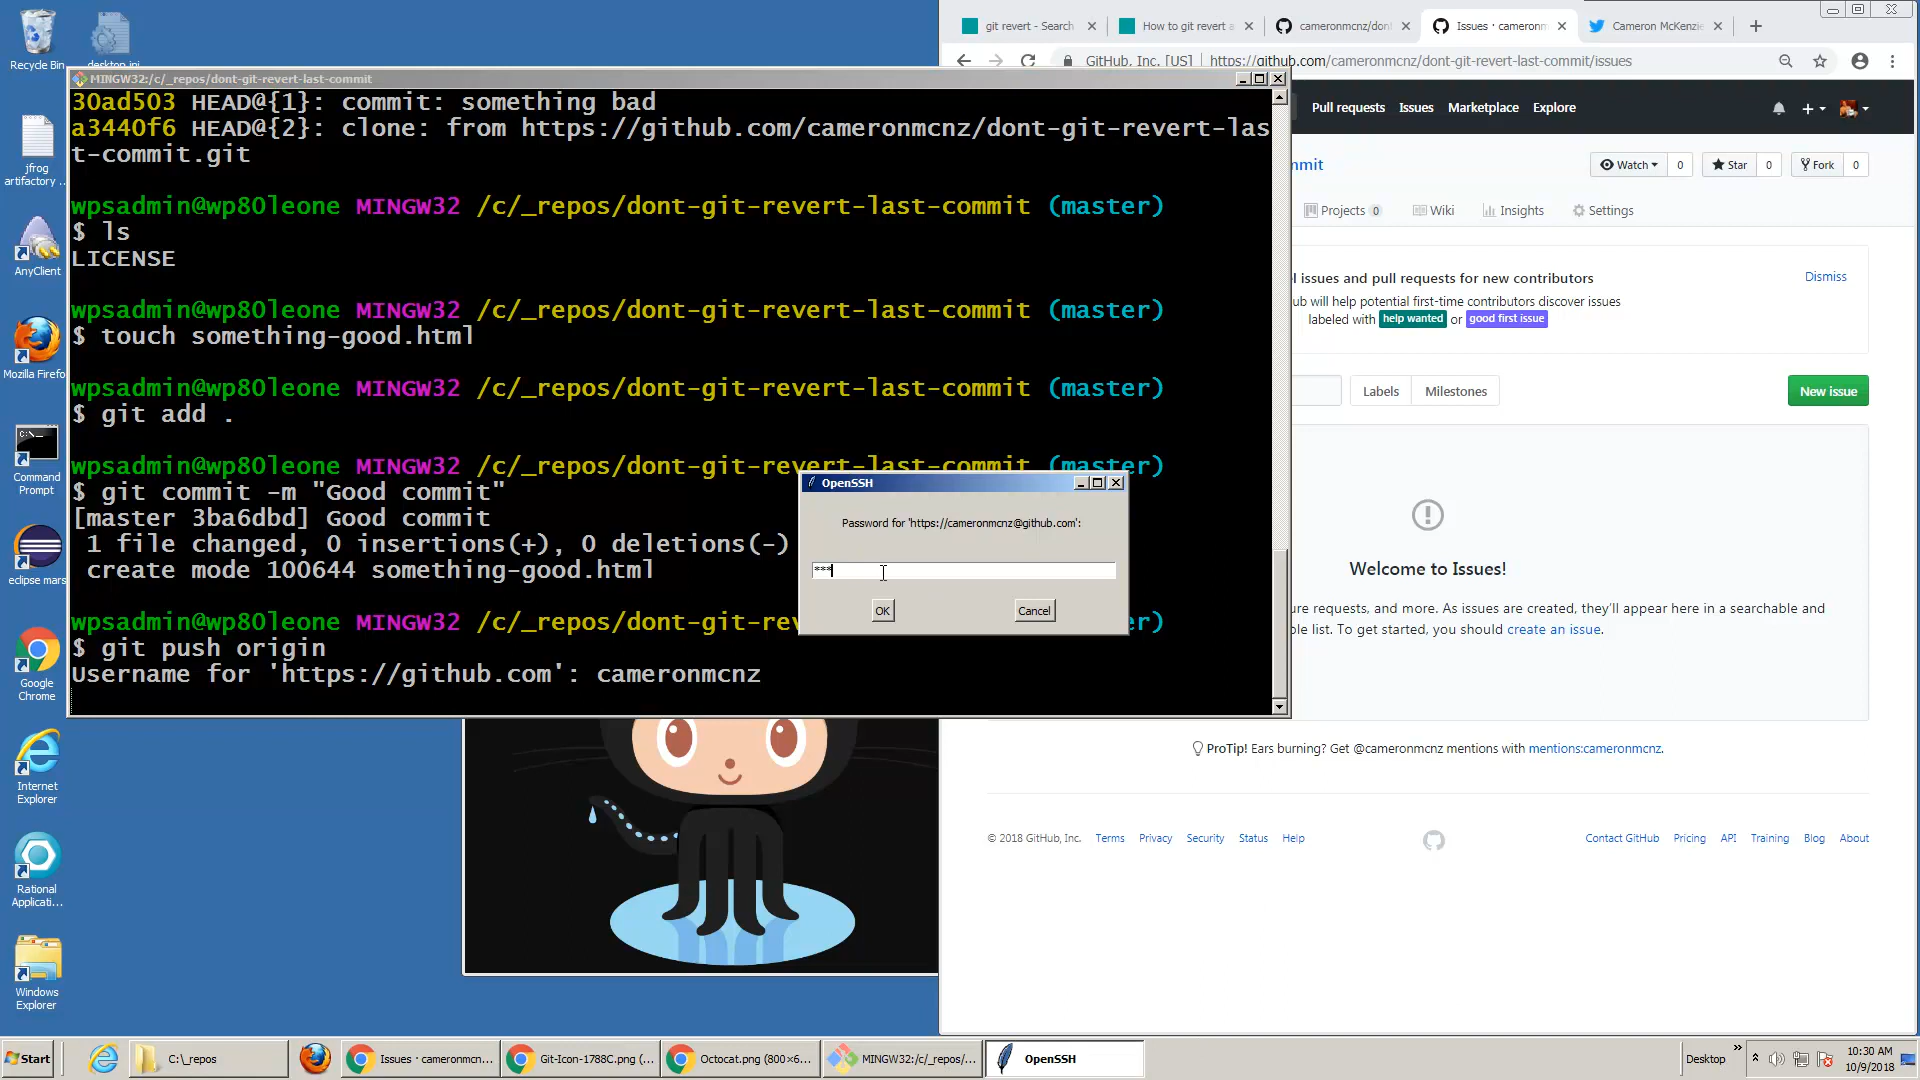 Recycle Bin
desktop.ini
jfrog
artifactory ...
AnyClient
Mozilla Firefo
Command
Prompt
eclipse mars
Google
Chrome
Internet
Explorer
Rational
Applicati...
Windows
Explorer
MINGW32:/c/_repos/dont-git-revert-last-commit
30ad503 HEAD@{1}: commit: something bad
a3440f6 HEAD@{2}: clone: from https://github.com/cameronmcnz/dont-git-revert-las
t-commit.git
wpsadmin@wp80leone MINGW32 /c/_repos/dont-git-revert-last-commit (master)
$ ls
LICENSE
wpsadmin@wp80leone MINGW32 /c/_repos/dont-git-revert-last-commit (master)
$ touch something-good.html
wpsadmin@wp80leone MINGW32 /c/_repos/dont-git-revert-last-commit (master)
$ git add .
wpsadmin@wp80leone MINGW32 /c/_repos/dont-git-revert-last-commit (master)
$ git commit -m "Good commit"
[master 3ba6dbd] Good commit
1 file changed, 0 insertions(+), 0 deletions(-)
create mode 100644 something-good.html
wpsadmin@wp80leone MINGW32 /c/_repos/dont-git-rev
er)
$ git push origin
Username for 'https://github.com': cameronmcnz
OpenSSH
Password for 'https://cameronmcnz@github.com':
***
OK Cancel
git revert - Search
How to git revert a
cameronmcnz/dont
Issues · cameronm
Cameron McKenzie
GitHub, Inc. [US] https://github.com/cameronmcnz/dont-git-revert-last-commit/issues
Pull requests Issues Marketplace Explore
mmit
Watch 0 Star 0 Fork 0
Projects 0 Wiki Insights Settings
l issues and pull requests for new contributors
Dismiss
ub will help potential first-time contributors discover issues
labeled with help wanted or good first issue
Labels Milestones New issue
Welcome to Issues!
ure requests, and more. As issues are created, they'll appear here in a searchable and
ble list. To get started, you should create an issue.
ProTip! Ears burning? Get @cameronmcnz mentions with mentions:cameronmcnz.
© 2018 GitHub, Inc. Terms Privacy Security Status Help
Contact GitHub Pricing API Training Blog About
Start
C:\_repos
Issues · cameronmcn...
Git-Icon-1788C.png (...
Octocat.png (800×6...
MINGW32:/c/_repos/...
OpenSSH
Desktop
10:30 AM
10/9/2018